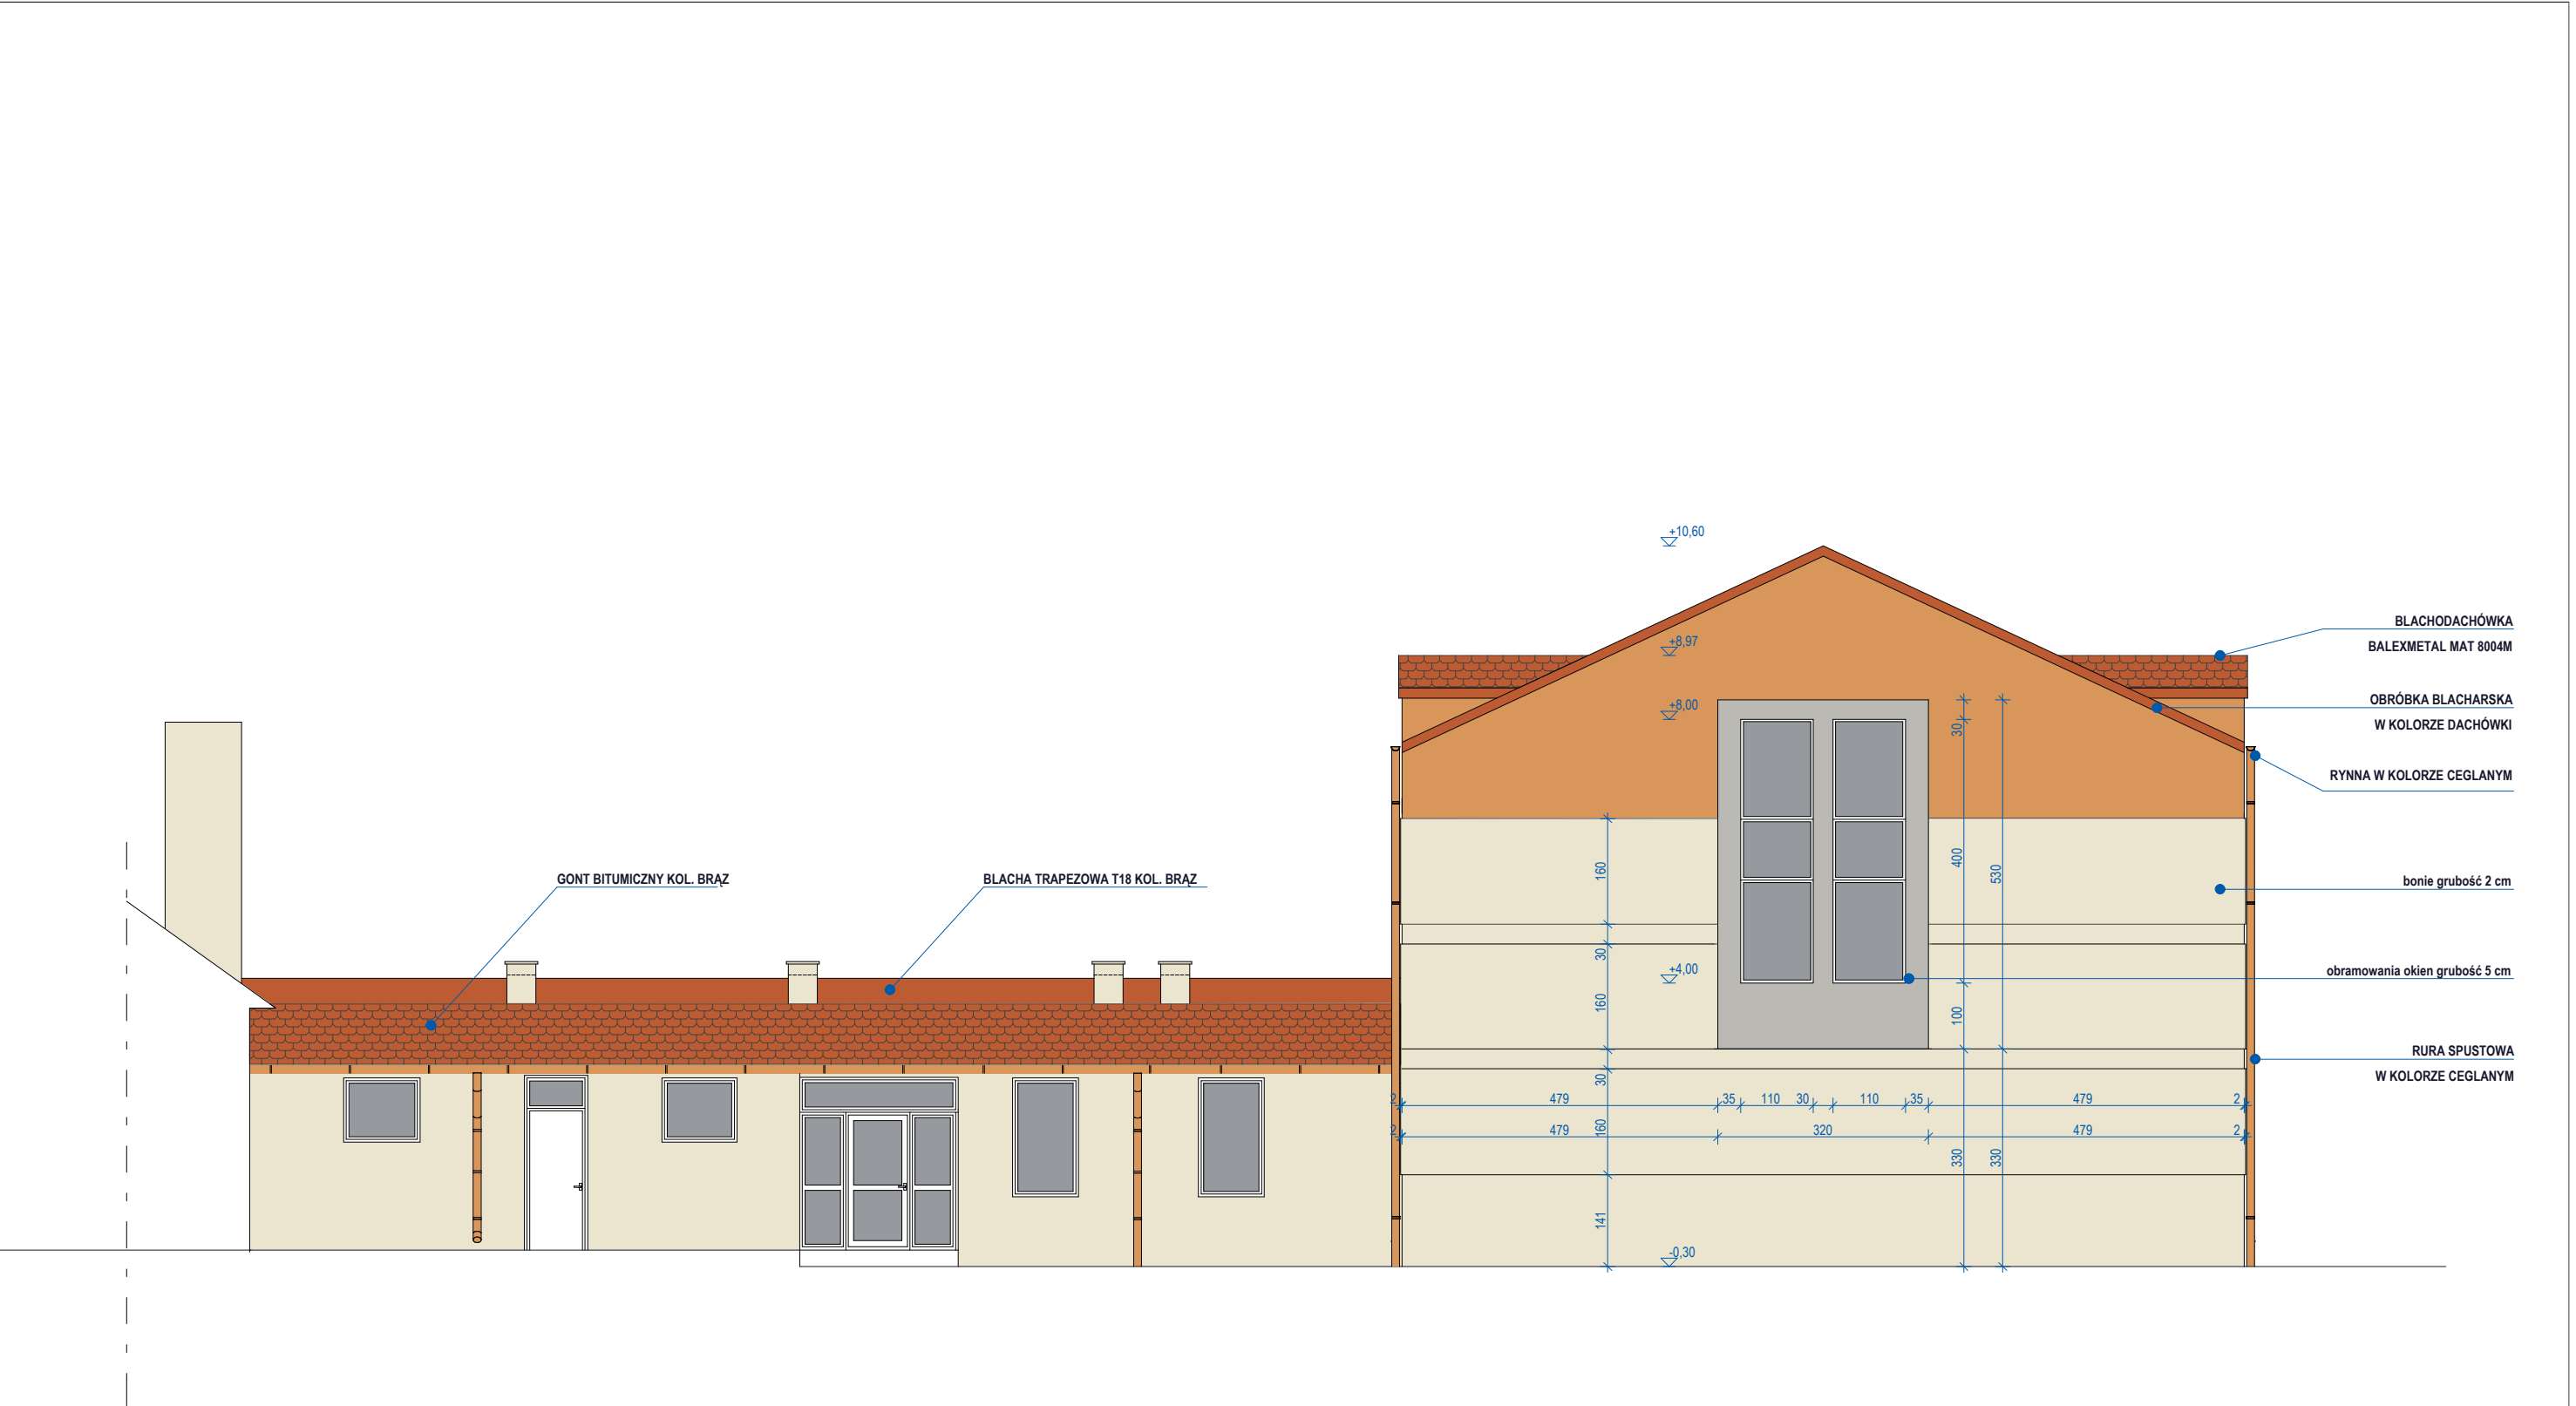 +10,60
BLACHODACHÓWKA
+8,97
BALEXMETAL MAT 8004M
OBRÓBKA BLACHARSKA
+8,00
W KOLORZE DACHÓWKI
30
RYNNA W KOLORZE CEGLANYM
GONT BITUMICZNY KOL. BRĄZ
BLACHA TRAPEZOWA T18 KOL. BRĄZ
160
400
530
bonie grubość 2 cm
30
+4,00
obramowania okien grubość 5 cm
160
100
RURA SPUSTOWA
30
W KOLORZE CEGLANYM
2 479 35 110 30 110 35 479 2
2 479 160 320 479 2
330
330
141
-0,30